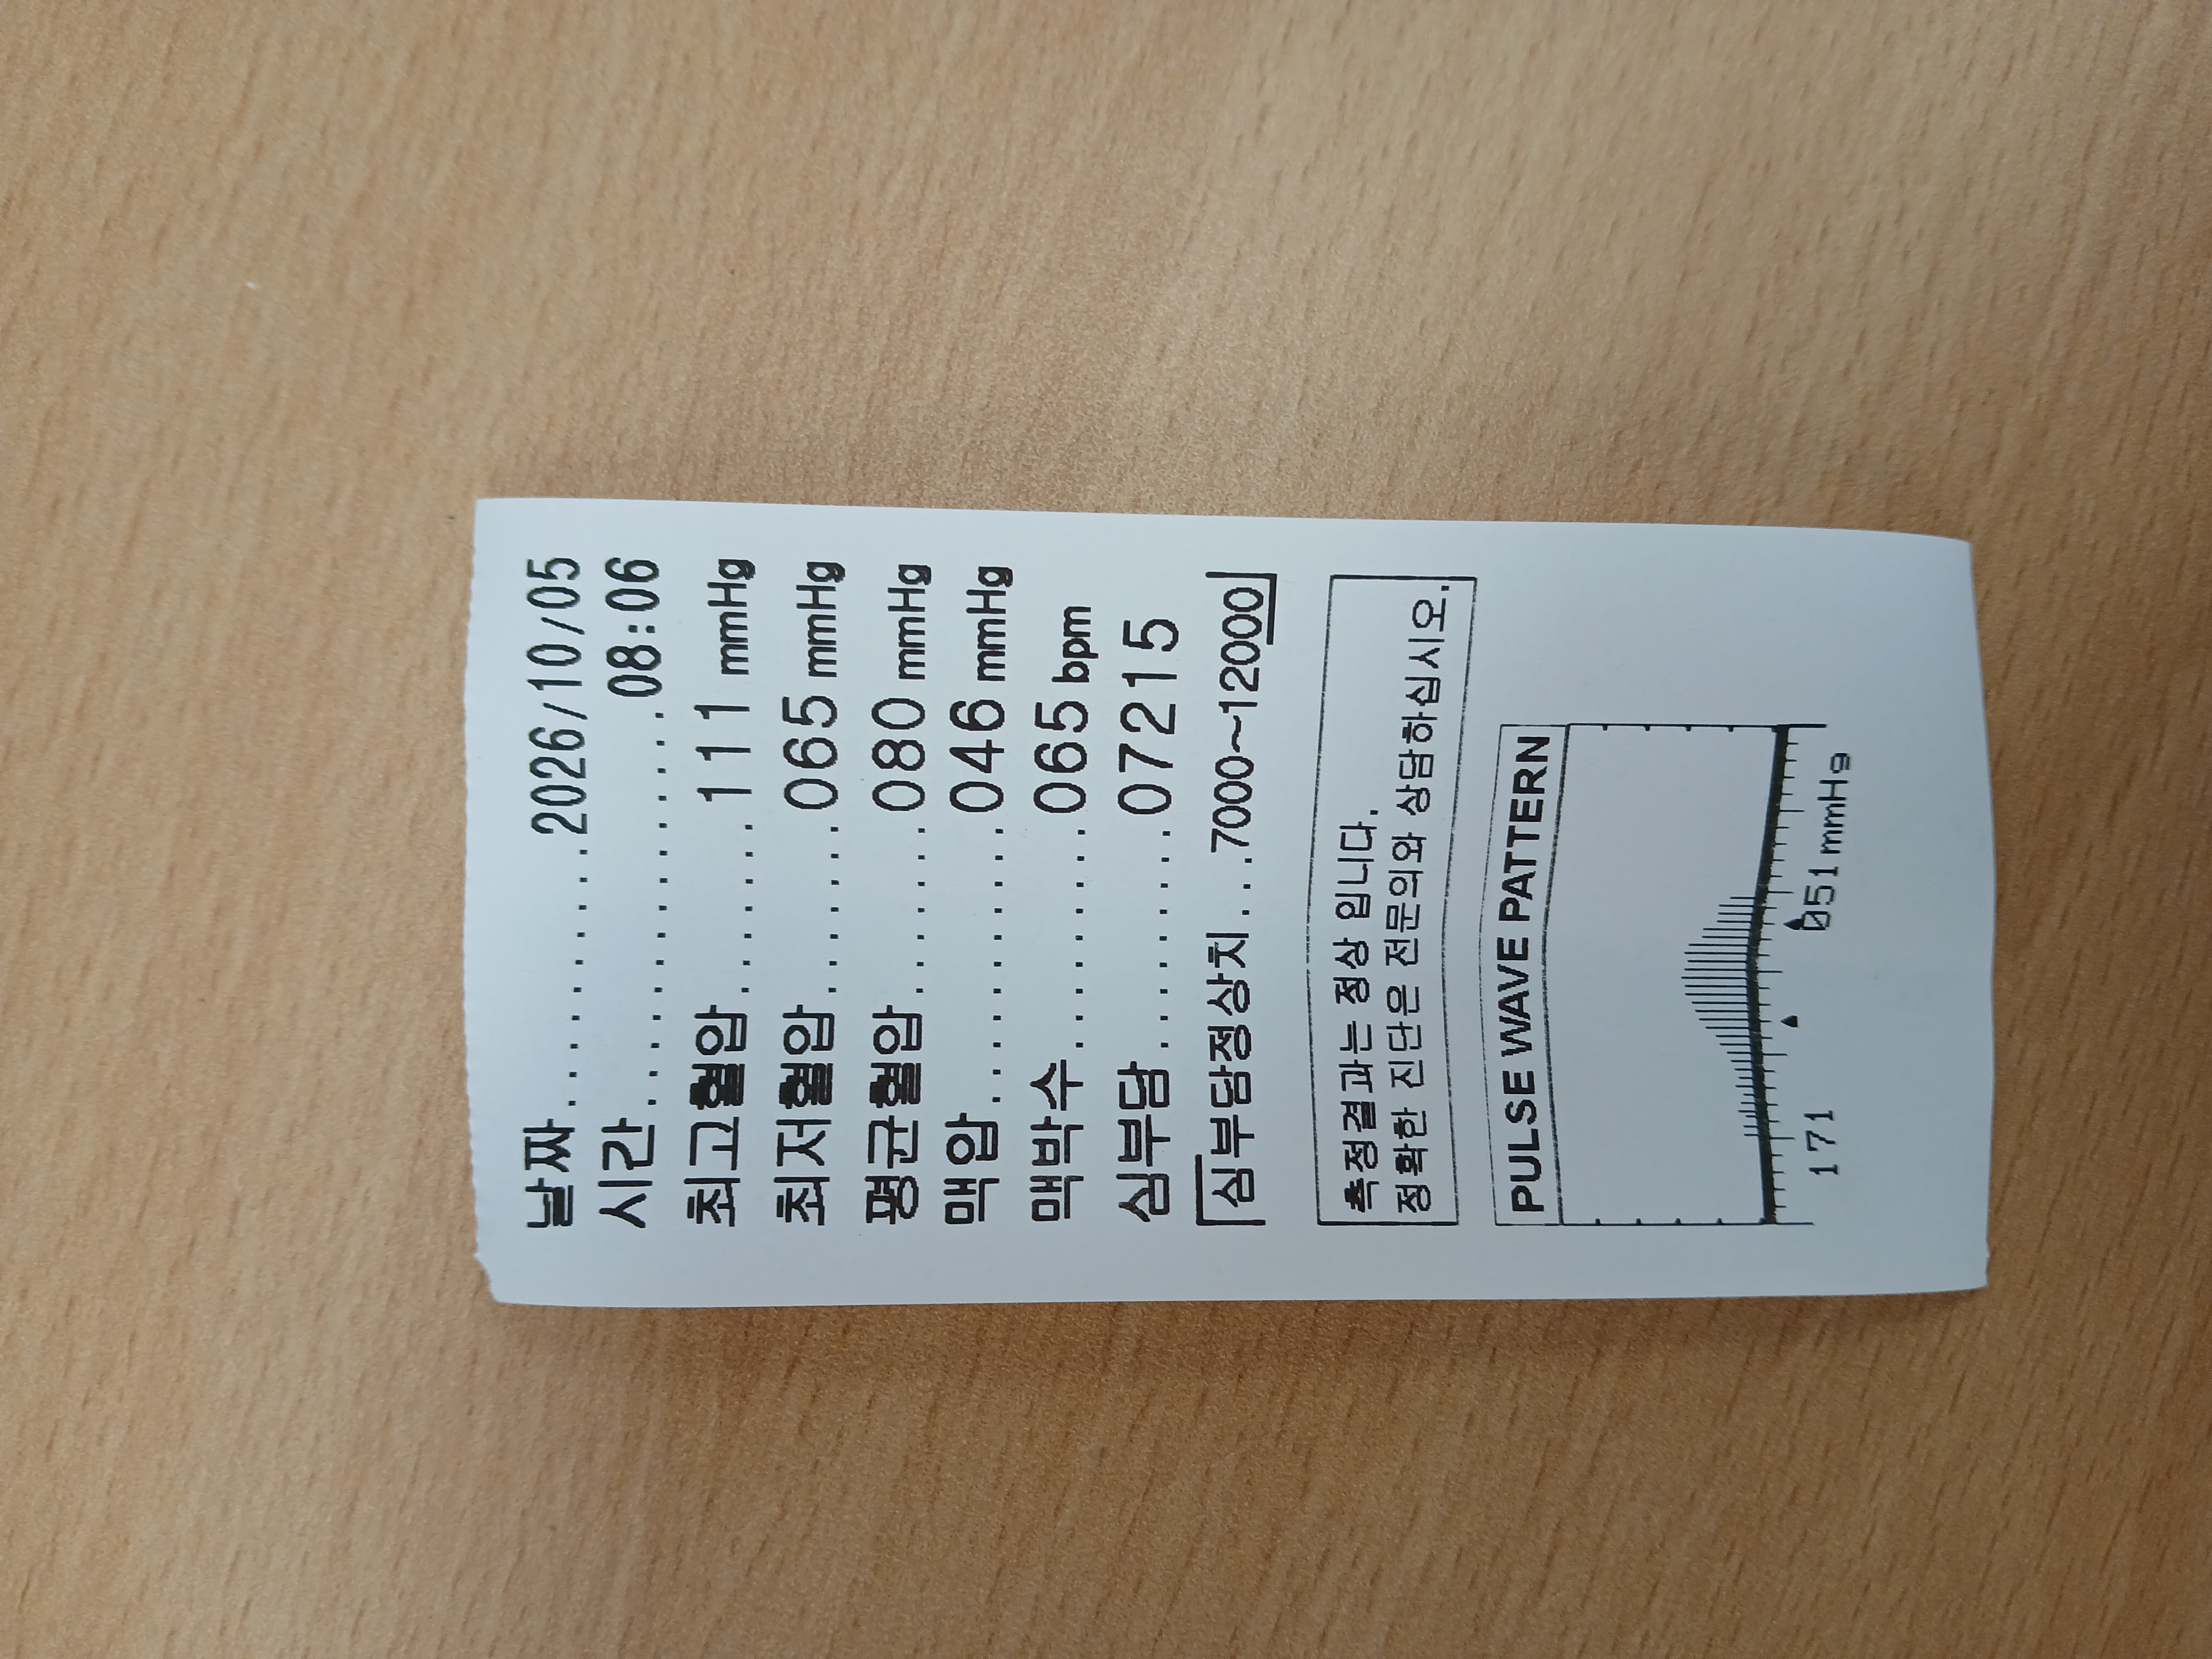 날짜..............2026/10/05
시간....................08:06
최고혈압........111 mmHg
최저혈압........065 mmHg
평균혈압........080 mmHg
맥압.............046 mmHg
맥박수..........065 bpm
심부담..........07215
심부담정상치...7000~12000
측정결과는 정상 입니다.
정확한 진단은 전문의와 상담하십시오.
PULSE WAVE PATTERN
171 051 mmHg